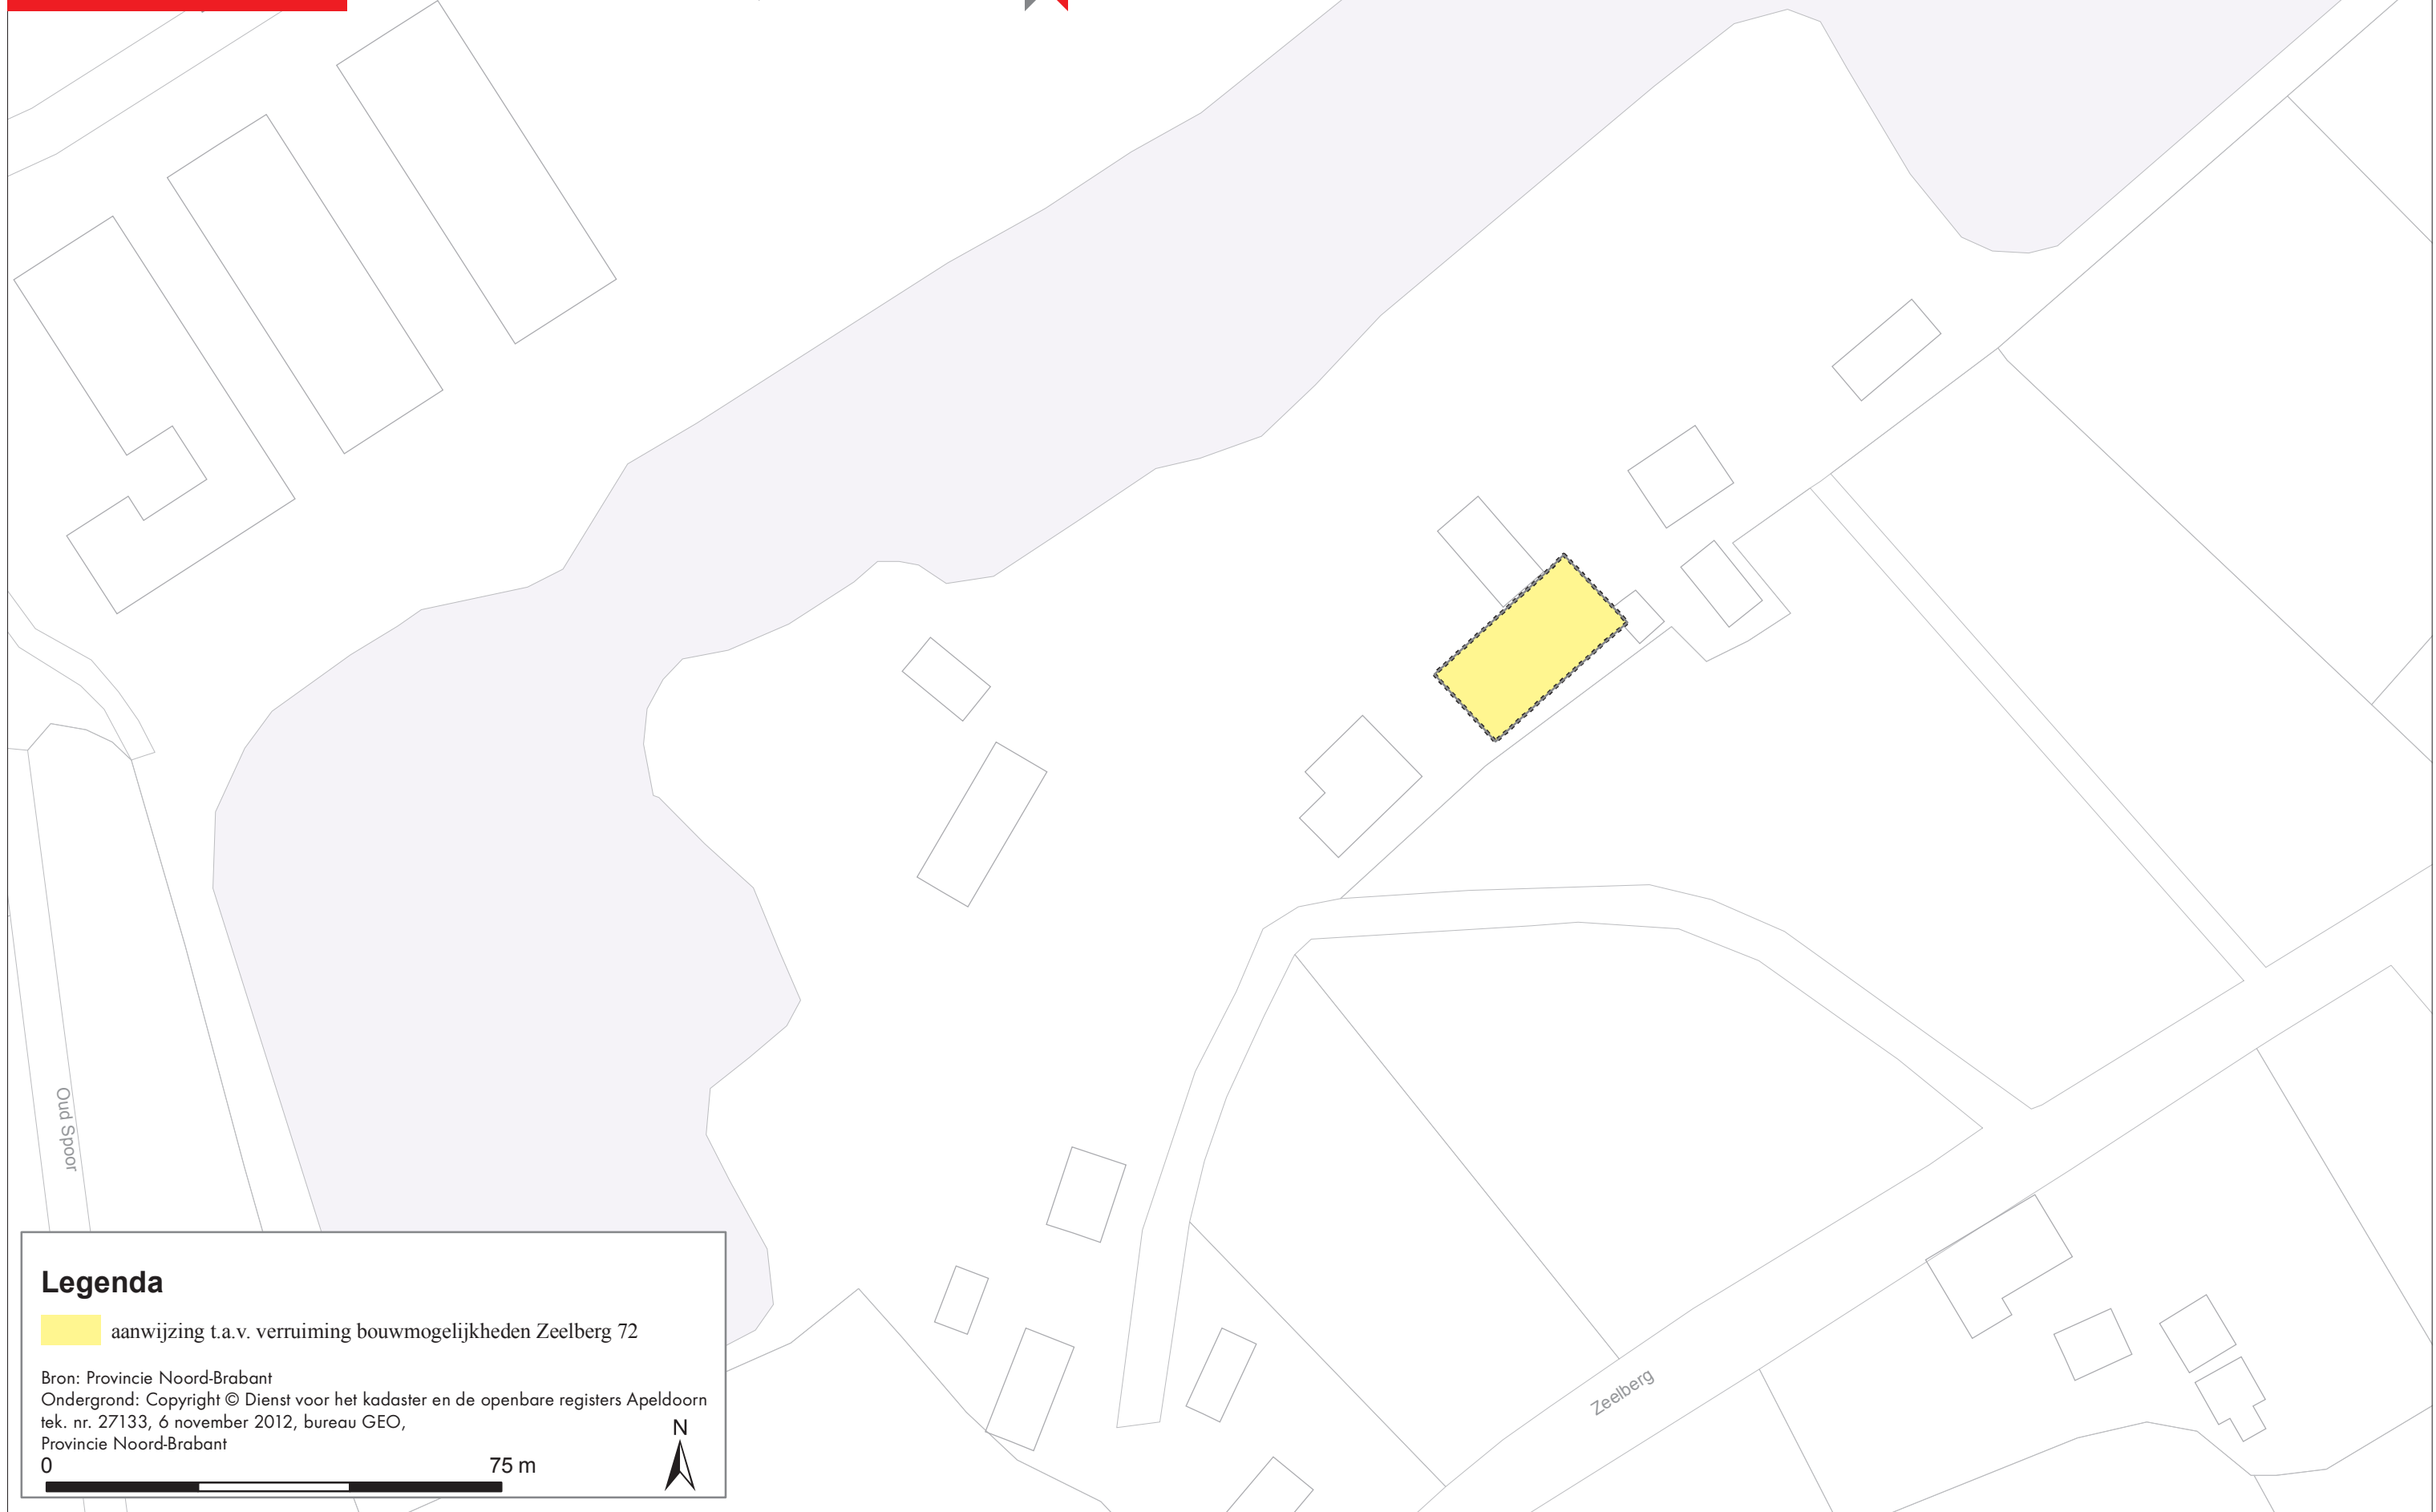 Oud Spoor
Zeelberg
Legenda
aanwijzing t.a.v. verruiming bouwmogelijkheden Zeelberg 72
Bron: Provincie Noord-Brabant
Ondergrond: Copyright © Dienst voor het kadaster en de openbare registers Apeldoorn
tek. nr. 27133, 6 november 2012, bureau GEO,
Provincie Noord-Brabant
N
0 75 m